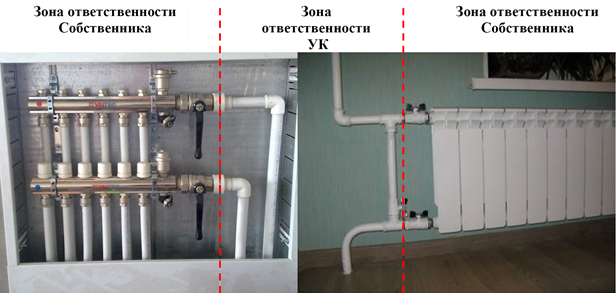 Зона ответственности
Собственника
Зона
ответственности
УК
Зона ответственности
Собственника